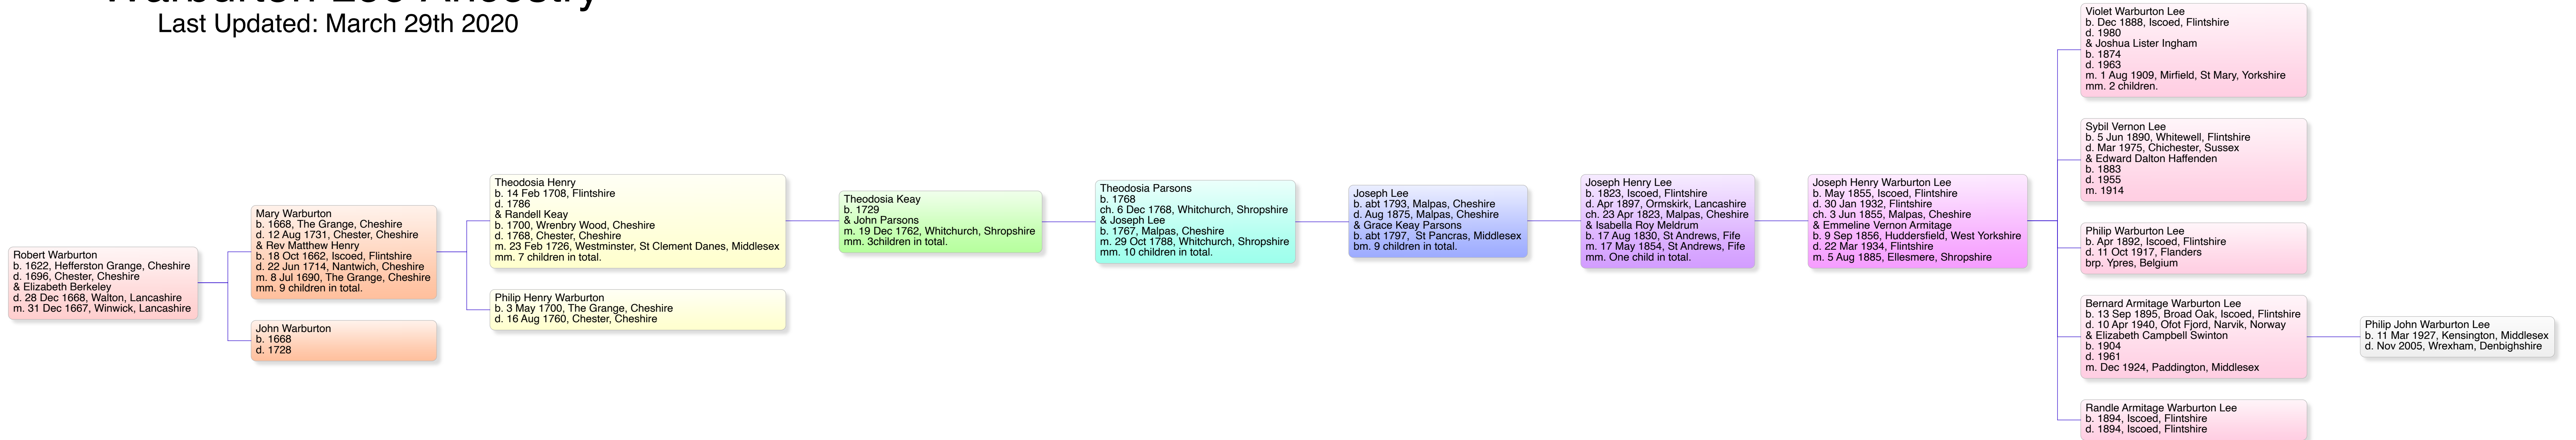 Warburton Lee Ancestry
Last Updated: March 29th 2020
Robert Warburton
b. 1622, Hefferston Grange, Cheshire
d. 1696, Chester, Cheshire
& Elizabeth Berkeley
d. 28 Dec 1668, Walton, Lancashire
m. 31 Dec 1667, Winwick, Lancashire
Mary Warburton
b. 1668, The Grange, Cheshire
d. 12 Aug 1731, Chester, Cheshire
& Rev Matthew Henry
b. 18 Oct 1662, Iscoed, Flintshire
d. 22 Jun 1714, Nantwich, Cheshire
m. 8 Jul 1690, The Grange, Cheshire
mm. 9 children in total.
John Warburton
b. 1668
d. 1728
Theodosia Henry
b. 14 Feb 1708, Flintshire
d. 1786
& Randell Keay
b. 1700, Wrenbry Wood, Cheshire
d. 1768, Chester, Cheshire
m. 23 Feb 1726, Westminster, St Clement Danes, Middlesex
mm. 7 children in total.
Philip Henry Warburton
b. 3 May 1700, The Grange, Cheshire
d. 16 Aug 1760, Chester, Cheshire
Theodosia Keay
b. 1729
& John Parsons
m. 19 Dec 1762, Whitchurch, Shropshire
mm. 3children in total.
Theodosia Parsons
b. 1768
ch. 6 Dec 1768, Whitchurch, Shropshire
& Joseph Lee
b. 1767, Malpas, Cheshire
m. 29 Oct 1788, Whitchurch, Shropshire
mm. 10 children in total.
Joseph Lee
b. abt 1793, Malpas, Cheshire
d. Aug 1875, Malpas, Cheshire
& Grace Keay Parsons
b. abt 1797,  St Pancras, Middlesex
bm. 9 children in total.
Joseph Henry Lee
b. 1823, Iscoed, Flintshire
d. Apr 1897, Ormskirk, Lancashire
ch. 23 Apr 1823, Malpas, Cheshire
& Isabella Roy Meldrum
b. 17 Aug 1830, St Andrews, Fife
m. 17 May 1854, St Andrews, Fife
mm. One child in total.
Joseph Henry Warburton Lee
b. May 1855, Iscoed, Flintshire
d. 30 Jan 1932, Flintshire
ch. 3 Jun 1855, Malpas, Cheshire
& Emmeline Vernon Armitage
b. 9 Sep 1856, Huddersfield, West Yorkshire
d. 22 Mar 1934, Flintshire
m. 5 Aug 1885, Ellesmere, Shropshire
Violet Warburton Lee
b. Dec 1888, Iscoed, Flintshire
d. 1980
& Joshua Lister Ingham
b. 1874
d. 1963
m. 1 Aug 1909, Mirfield, St Mary, Yorkshire
mm. 2 children.
Sybil Vernon Lee
b. 5 Jun 1890, Whitewell, Flintshire
d. Mar 1975, Chichester, Sussex
& Edward Dalton Haffenden
b. 1883
d. 1955
m. 1914
Philip Warburton Lee
b. Apr 1892, Iscoed, Flintshire
d. 11 Oct 1917, Flanders
brp. Ypres, Belgium
Bernard Armitage Warburton Lee
b. 13 Sep 1895, Broad Oak, Iscoed, Flintshire
d. 10 Apr 1940, Ofot Fjord, Narvik, Norway
& Elizabeth Campbell Swinton
b. 1904
d. 1961
m. Dec 1924, Paddington, Middlesex
Randle Armitage Warburton Lee
b. 1894, Iscoed, Flintshire
d. 1894, Iscoed, Flintshire
Philip John Warburton Lee
b. 11 Mar 1927, Kensington, Middlesex
d. Nov 2005, Wrexham, Denbighshire